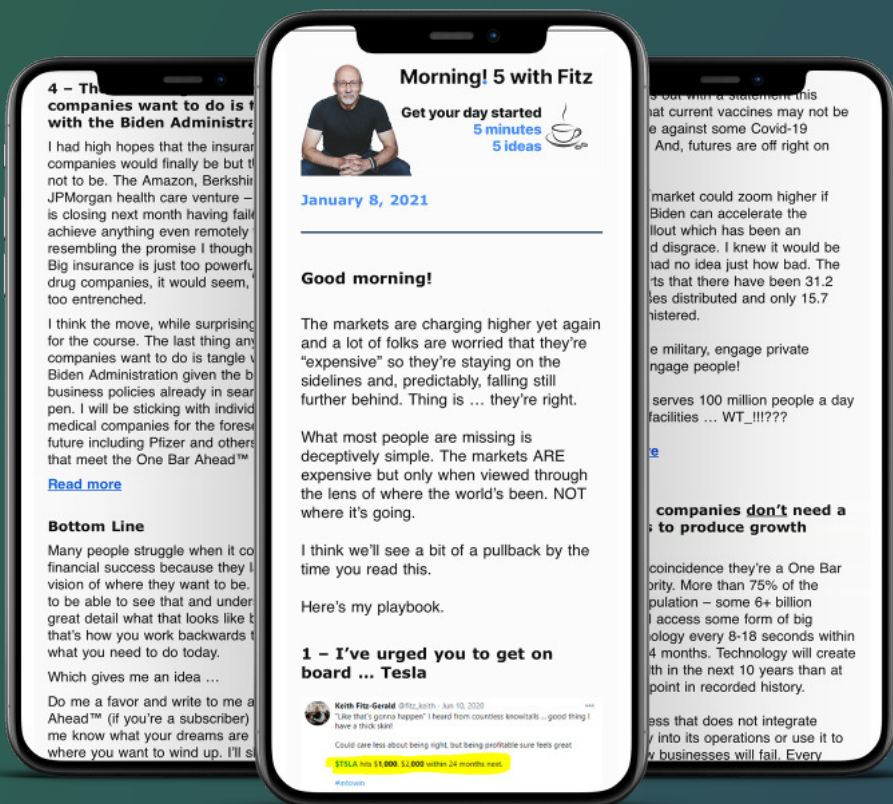 4 – Th
companies want to do is t
with the Biden Administra
I had high hopes that the insurar
companies would finally be but t
not to be. The Amazon, Berkshir
JPMorgan health care venture –
is closing next month having faile
achieve anything even remotely
resembling the promise I though
Big insurance is just too powerfu
drug companies, it would seem,
too entrenched.
I think the move, while surprising
for the course. The last thing any
companies want to do is tangle
Biden Administration given the b
business policies already in sear
pen. I will be sticking with individ
medical companies for the forese
future including Pfizer and others
that meet the One Bar Ahead™
Read more
Bottom Line
Many people struggle when it co
financial success because they l
vision of where they want to be.
to be able to see that and under
great detail what that looks like b
that's how you work backwards t
what you need to do today.
Which gives me an idea ...
Do me a favor and write to me a
Ahead™ (if you're a subscriber)
me know what your dreams are
where you want to wind up. I'll s
Morning! 5 with Fitz
Get your day started
5 minutes
5 ideas
January 8, 2021
Good morning!
The markets are charging higher yet again
and a lot of folks are worried that they're
“expensive” so they're staying on the
sidelines and, predictably, falling still
further behind. Thing is ... they're right.
What most people are missing is
deceptively simple. The markets ARE
expensive but only when viewed through
the lens of where the world's been. NOT
where it's going.
I think we'll see a bit of a pullback by the
time you read this.
Here's my playbook.
1 – I've urged you to get on
board ... Tesla
Keith Fitz-Gerald @fitz_keith · Jun 10, 2020
"Like that's gonna happen" I heard from countless knowitalls ... good thing I
have a thick skin!
Could care less about being right, but being profitable sure feels great
$TSLA hits $1,000. $2,000 within 24 months next.
#intowin
s out with a statement this
hat current vaccines may not be
e against some Covid-19
And, futures are off right on
market could zoom higher if
Biden can accelerate the
llout which has been an
d disgrace. I knew it would be
had no idea just how bad. The
rts that there have been 31.2
ses distributed and only 15.7
nistered.
e military, engage private
ngage people!
serves 100 million people a day
facilities ... WT_!!!???
e
companies don't need a
s to produce growth
coincidence they're a One Bar
ority. More than 75% of the
pulation – some 6+ billion
l access some form of big
nology every 8-18 seconds within
4 months. Technology will create
lth in the next 10 years than at
point in recorded history.
ess that does not integrate
y into its operations or use it to
w businesses will fail. Every